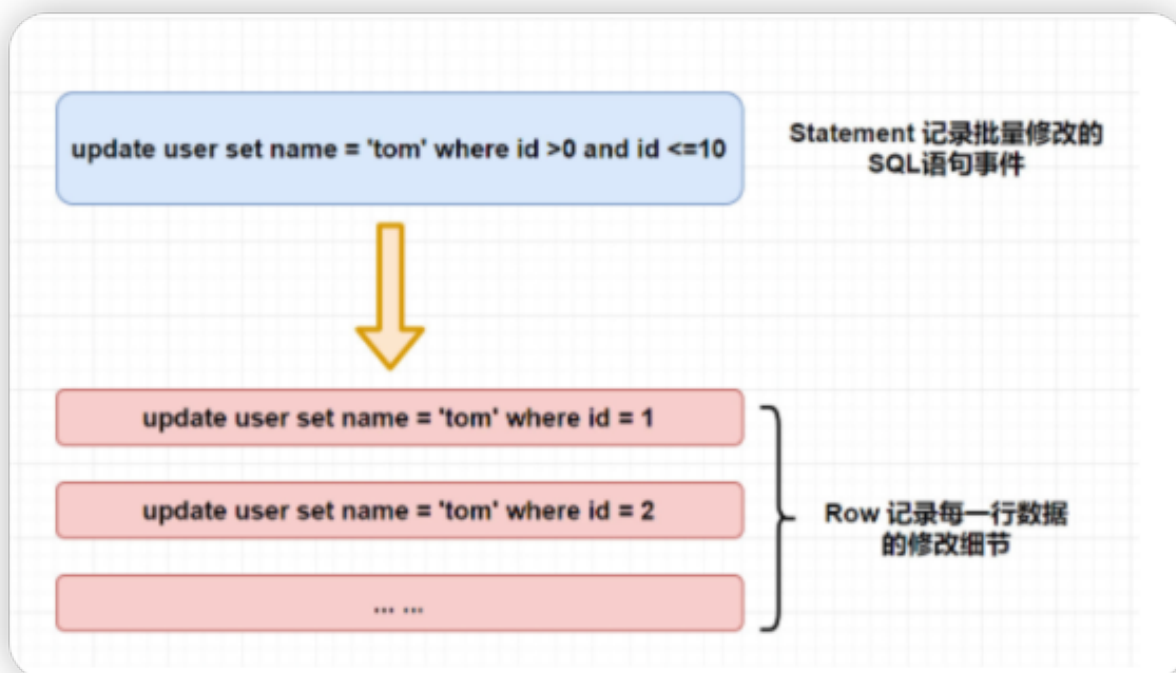 update user set name = 'tom' where id >0 and id <=10
Statement 记录批量修改的
SQL语句事件
update user set name = 'tom' where id = 1
update user set name = 'tom' where id = 2
... ...
Row 记录每一行数据
的修改细节